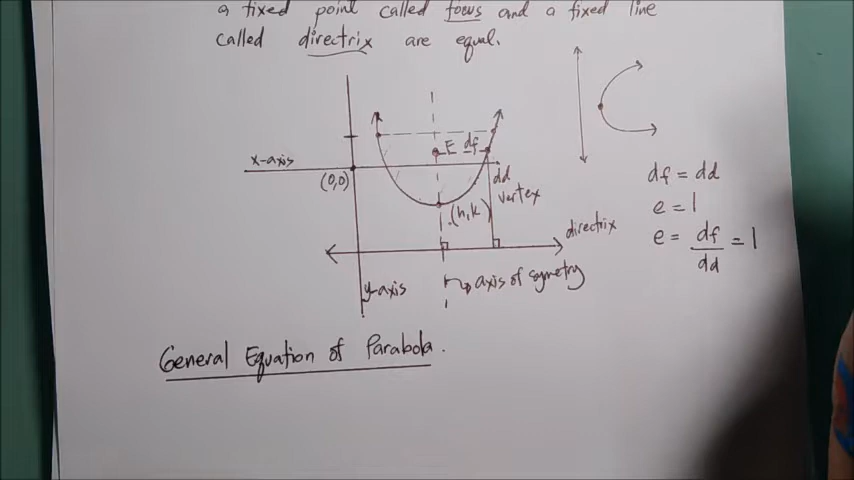 a fixed point called focus and a fixed line
called directrix are equal.
x-axis
(0,0)
F df
dd
vertex
(h,k)
directrix
y-axis
axis of symetry
df = dd
e = 1
e = df/dd = 1
General Equation of Parabola.